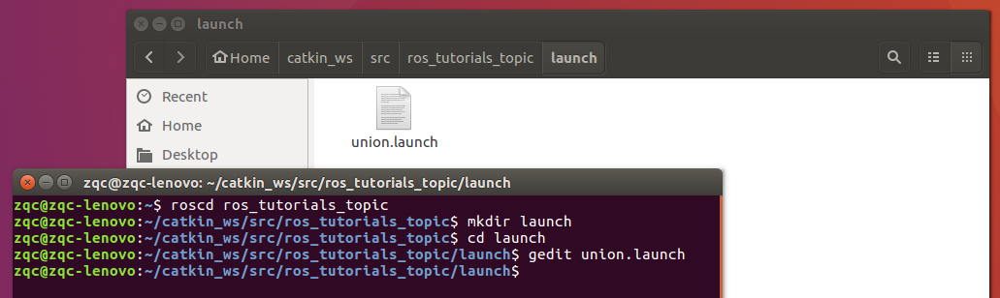 launch
Home catkin_ws src ros_tutorials_topic launch
Recent
Home
Desktop
union.launch
zqc@zqc-lenovo: ~/catkin_ws/src/ros_tutorials_topic/launch
zqc@zqc-lenovo:~$ roscd ros_tutorials_topic
zqc@zqc-lenovo:~/catkin_ws/src/ros_tutorials_topic$ mkdir launch
zqc@zqc-lenovo:~/catkin_ws/src/ros_tutorials_topic$ cd launch
zqc@zqc-lenovo:~/catkin_ws/src/ros_tutorials_topic/launch$ gedit union.launch
zqc@zqc-lenovo:~/catkin_ws/src/ros_tutorials_topic/launch$